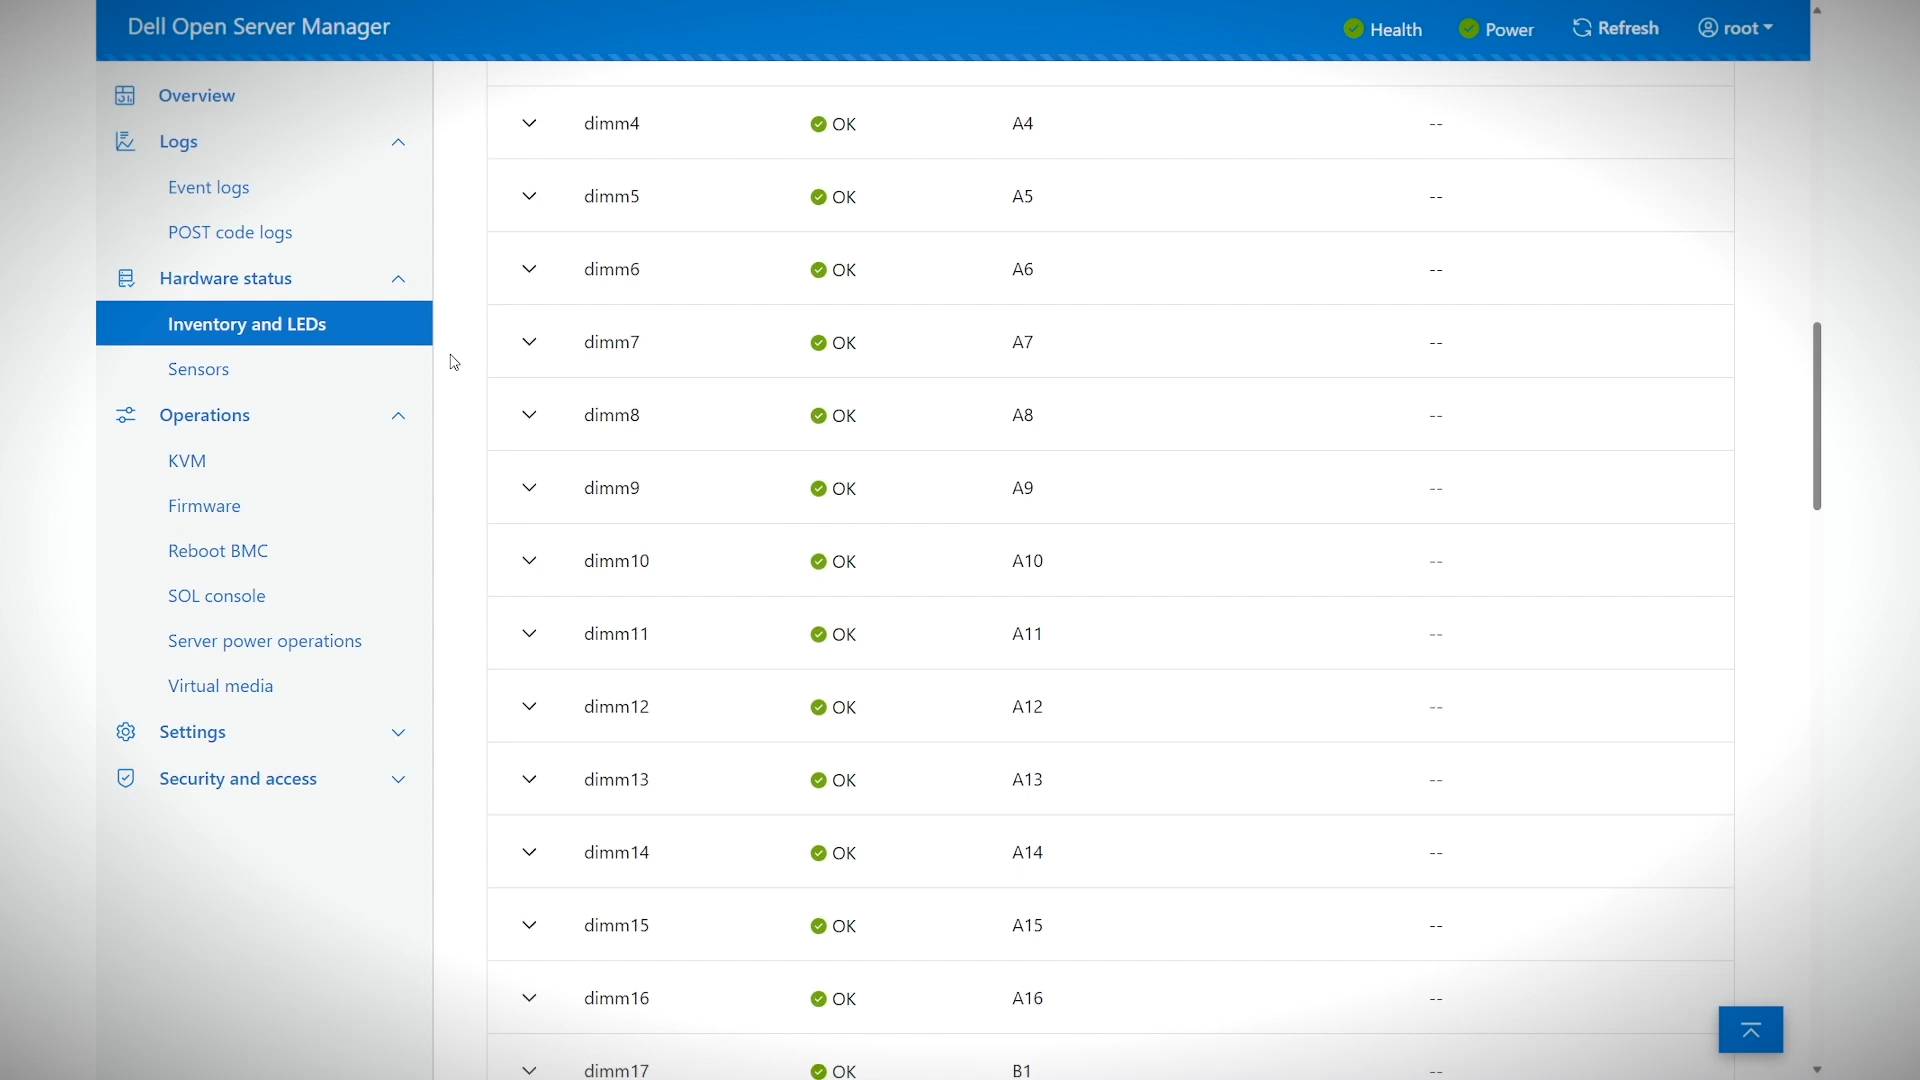 Dell Open Server Manager
Health
Power
Refresh
root
Overview
Logs
Event logs
POST code logs
Hardware status
Inventory and LEDs
Sensors
Operations
KVM
Firmware
Reboot BMC
SOL console
Server power operations
Virtual media
Settings
Security and access
dimm4 OK A4 --
dimm5 OK A5 --
dimm6 OK A6 --
dimm7 OK A7 --
dimm8 OK A8 --
dimm9 OK A9 --
dimm10 OK A10 --
dimm11 OK A11 --
dimm12 OK A12 --
dimm13 OK A13 --
dimm14 OK A14 --
dimm15 OK A15 --
dimm16 OK A16 --
dimm17 OK B1 --